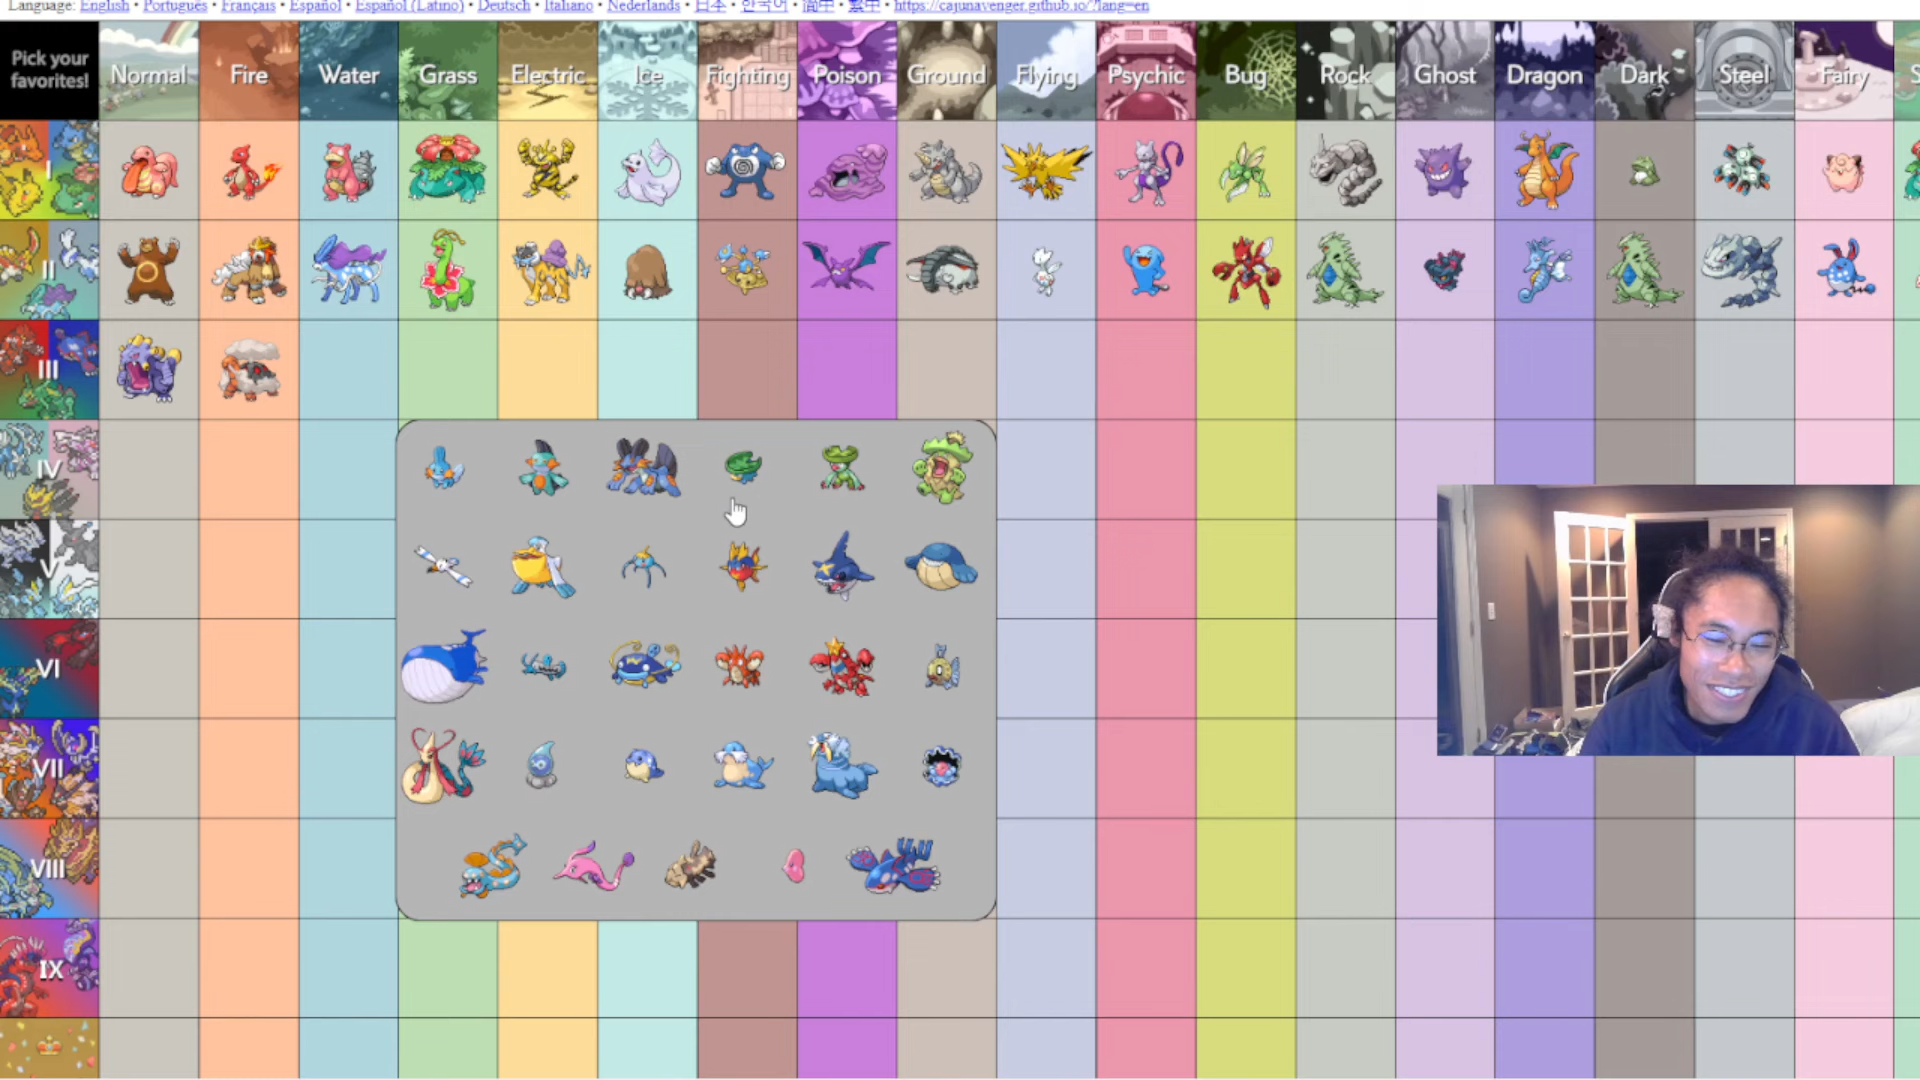 Language: English • Português • Français • Español • Español (Latino) • Deutsch • Italiano • Nederlands • 日本 • 한국어 • 简中 • 繁中 • https://cajunavenger.github.io/?lang=en
Pick your favorites!
Normal Fire Water Grass Electric Ice Fighting Poison Ground Flying Psychic Bug Rock Ghost Dragon Dark Steel Fairy S
I
II
III
IV
V
VI
VII
VIII
IX